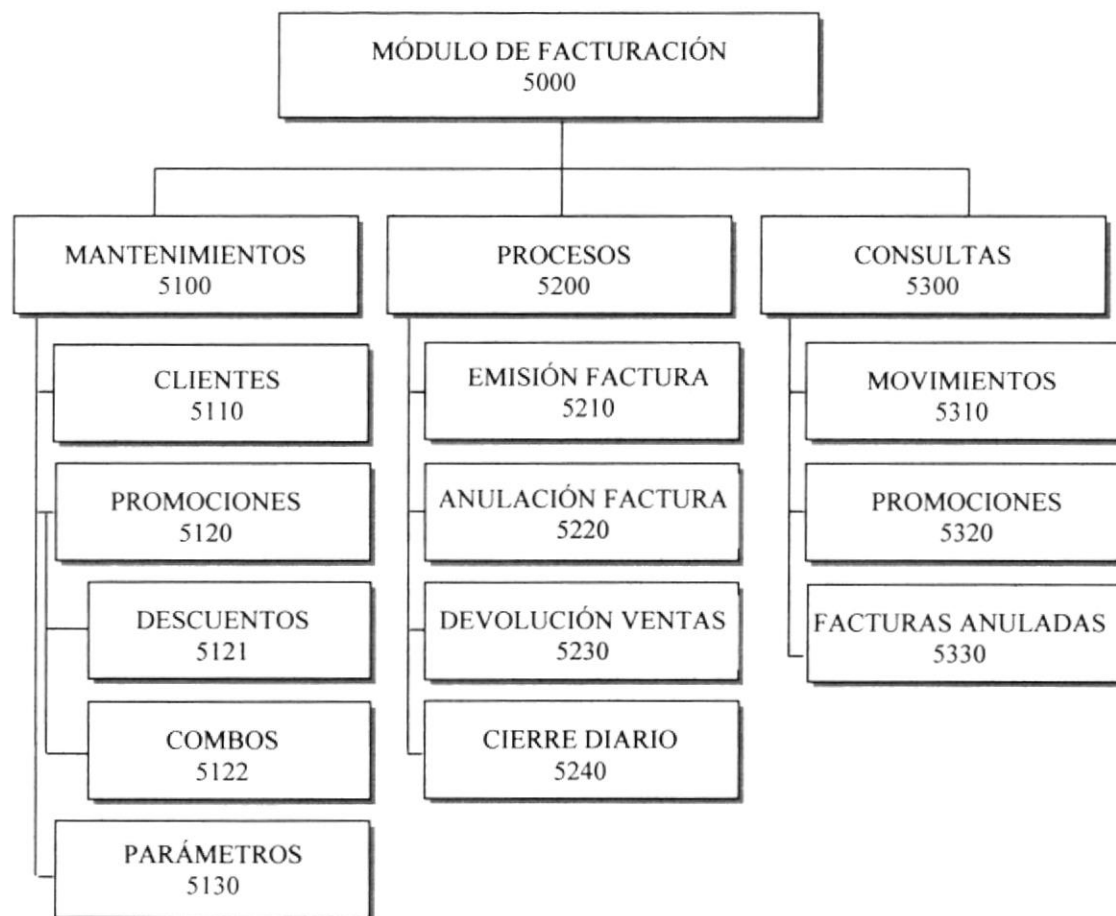 MÓDULO DE FACTURACIÓN
5000
MANTENIMIENTOS
5100
CLIENTES
5110
PROMOCIONES
5120
DESCUENTOS
5121
COMBOS
5122
PARÁMETROS
5130
PROCESOS
5200
EMISIÓN FACTURA
5210
ANULACIÓN FACTURA
5220
DEVOLUCIÓN VENTAS
5230
CIERRE DIARIO
5240
CONSULTAS
5300
MOVIMIENTOS
5310
PROMOCIONES
5320
FACTURAS ANULADAS
5330